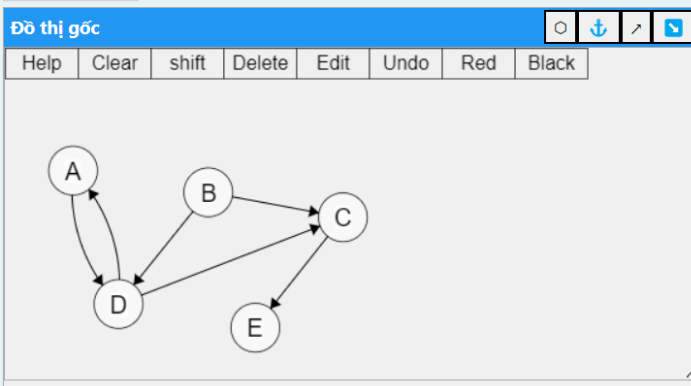 Đồ thị gốc
Help Clear shift Delete Edit Undo Red Black
A
B
C
D
E